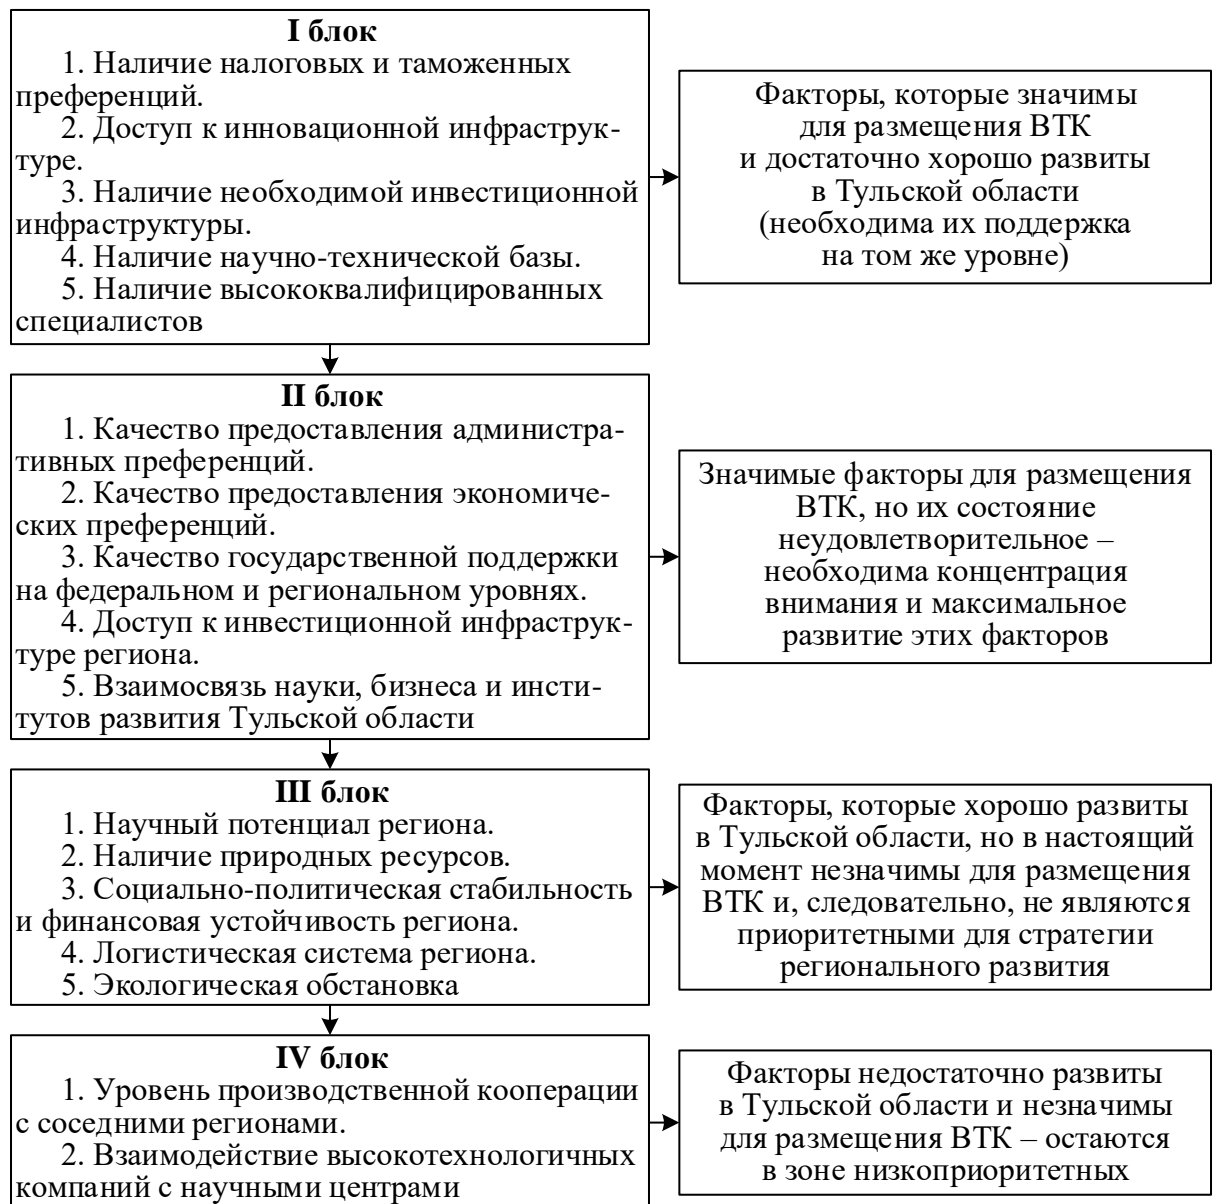 I блок
1. Наличие налоговых и таможенных
преференций.
2. Доступ к инновационной инфраструк-
туре.
3. Наличие необходимой инвестиционной
инфраструктуры.
4. Наличие научно-технической базы.
5. Наличие высококвалифицированных
специалистов
Факторы, которые значимы
для размещения ВТК
и достаточно хорошо развиты
в Тульской области
(необходима их поддержка
на том же уровне)
II блок
1. Качество предоставления администра-
тивных преференций.
2. Качество предоставления экономиче-
ских преференций.
3. Качество государственной поддержки
на федеральном и региональном уровнях.
4. Доступ к инвестиционной инфраструк-
туре региона.
5. Взаимосвязь науки, бизнеса и инсти-
тутов развития Тульской области
Значимые факторы для размещения
ВТК, но их состояние
неудовлетворительное –
необходима концентрация
внимания и максимальное
развитие этих факторов
III блок
1. Научный потенциал региона.
2. Наличие природных ресурсов.
3. Социально-политическая стабильность
и финансовая устойчивость региона.
4. Логистическая система региона.
5. Экологическая обстановка
Факторы, которые хорошо развиты
в Тульской области, но в настоящий
момент незначимы для размещения
ВТК и, следовательно, не являются
приоритетными для стратегии
регионального развития
IV блок
1. Уровень производственной кооперации
с соседними регионами.
2. Взаимодействие высокотехнологичных
компаний с научными центрами
Факторы недостаточно развиты
в Тульской области и незначимы
для размещения ВТК – остаются
в зоне низкоприоритетных